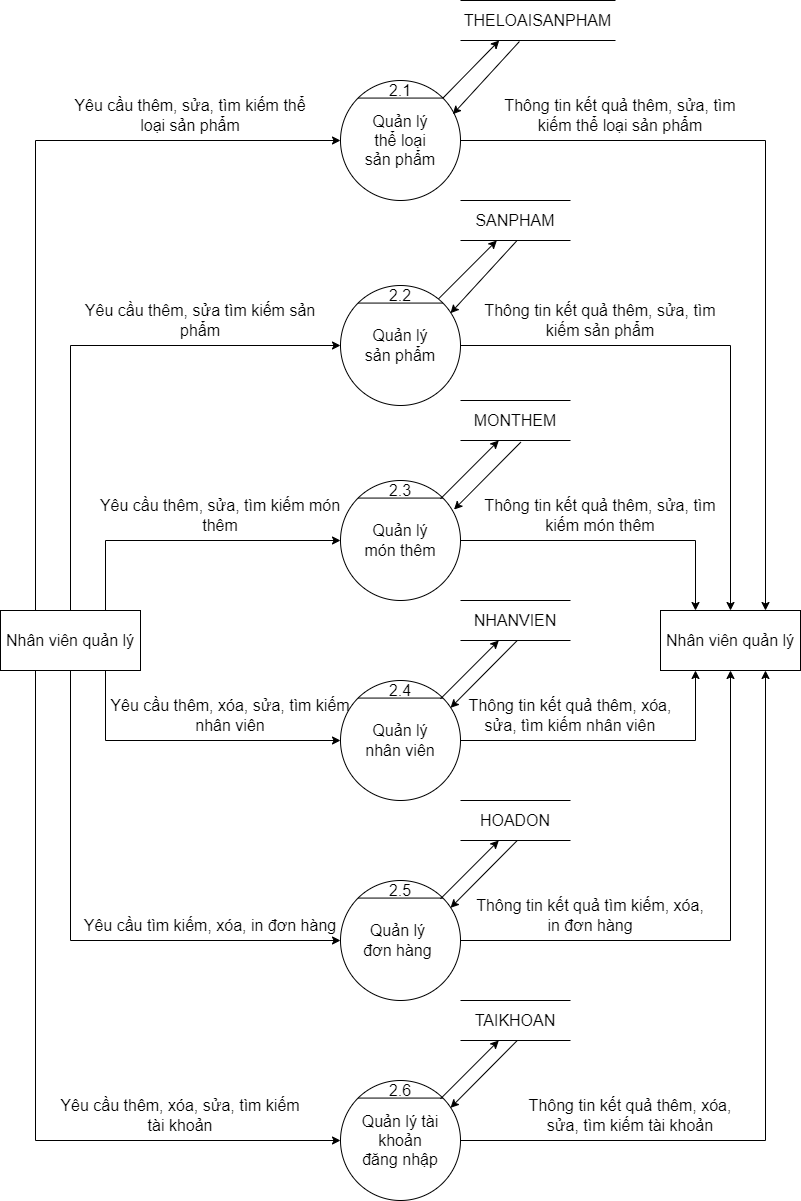 THELOAISANPHAM
2.1
Yêu cầu thêm, sửa, tìm kiếm thể
loại sản phẩm
Quản lý
thể loại
sản phẩm
Thông tin kết quả thêm, sửa, tìm
kiếm thể loại sản phẩm
SANPHAM
2.2
Yêu cầu thêm, sửa tìm kiếm sản
phẩm
Quản lý
sản phẩm
Thông tin kết quả thêm, sửa, tìm
kiếm sản phẩm
MONTHEM
2.3
Yêu cầu thêm, sửa, tìm kiếm món
thêm
Quản lý
món thêm
Thông tin kết quả thêm, sửa, tìm
kiếm món thêm
Nhân viên quản lý
NHANVIEN
Nhân viên quản lý
2.4
Yêu cầu thêm, xóa, sửa, tìm kiếm
nhân viên
Quản lý
nhân viên
Thông tin kết quả thêm, xóa,
sửa, tìm kiếm nhân viên
HOADON
2.5
Yêu cầu tìm kiếm, xóa, in đơn hàng
Quản lý
đơn hàng
Thông tin kết quả tìm kiếm, xóa,
in đơn hàng
TAIKHOAN
2.6
Yêu cầu thêm, xóa, sửa, tìm kiếm
tài khoản
Quản lý tài
khoản
đăng nhập
Thông tin kết quả thêm, xóa,
sửa, tìm kiếm tài khoản